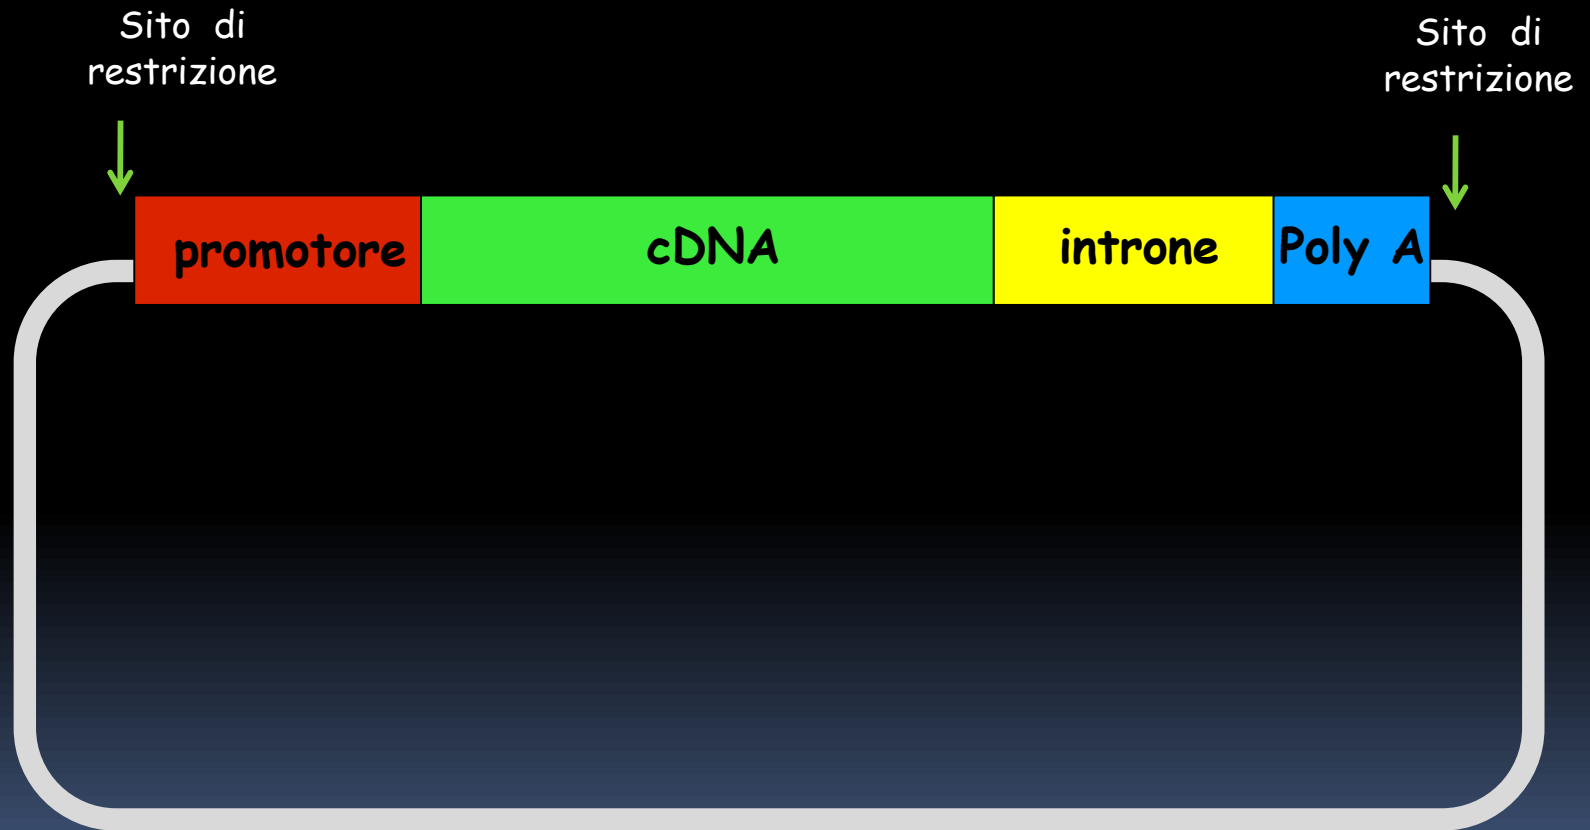 Sito di
restrizione
Sito di
restrizione
promotore
cDNA
introne
Poly A